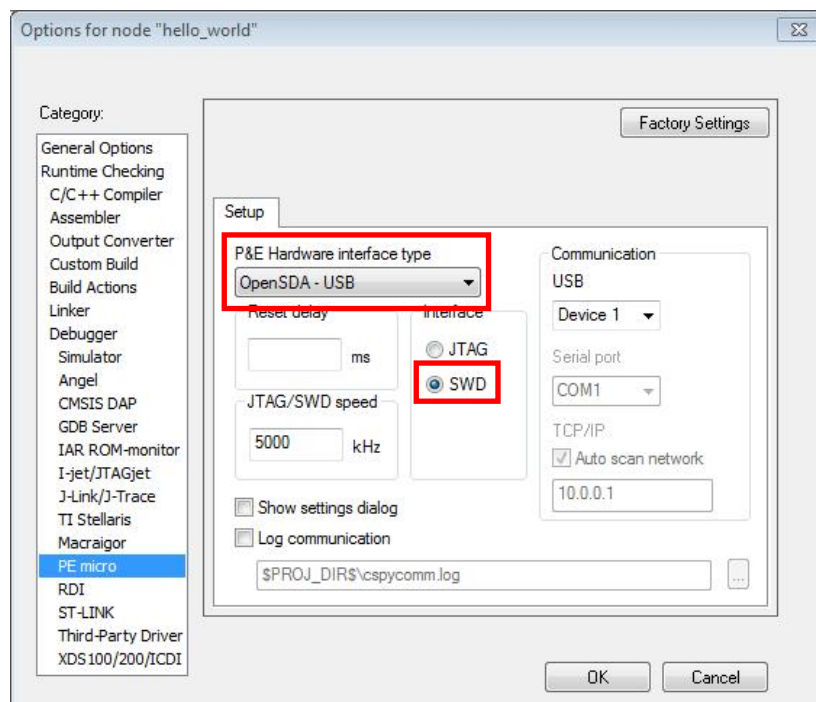 Options for node "hello_world"
Category:
Factory Settings
General Options
Runtime Checking
C/C++ Compiler
Assembler
Output Converter
Custom Build
Build Actions
Linker
Debugger
Simulator
Angel
CMSIS DAP
GDB Server
IAR ROM-monitor
I-jet/JTAGjet
J-Link/J-Trace
TI Stellaris
Macraigor
PE micro
RDI
ST-LINK
Third-Party Driver
XDS100/200/ICDI
Setup
P&E Hardware interface type
OpenSDA - USB
Reset delay
ms
JTAG/SWD speed
5000 kHz
Interface
JTAG
SWD
Communication
USB
Device 1
Serial port
COM1
TCP/IP
Auto scan network
10.0.0.1
Show settings dialog
Log communication
$PROJ_DIR$\cspycomm.log
...
OK
Cancel